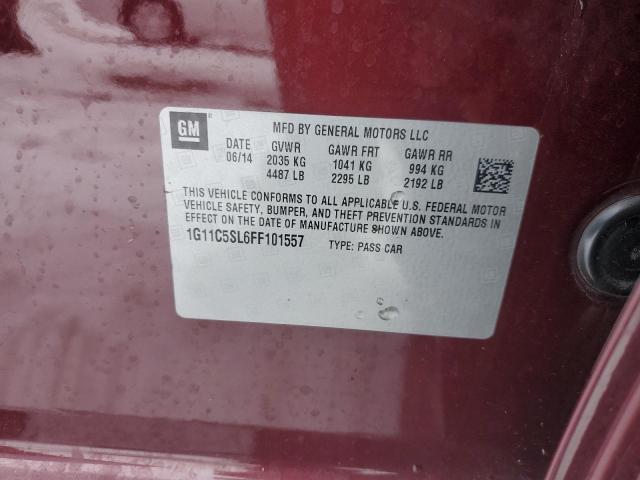 GM
MFD BY GENERAL MOTORS LLC
DATE GVWR GAWR FRT GAWR RR
06/14 2035 KG 1041 KG 994 KG
4487 LB 2295 LB 2192 LB
THIS VEHICLE CONFORMS TO ALL APPLICABLE U.S. FEDERAL MOTOR
VEHICLE SAFETY, BUMPER, AND THEFT PREVENTION STANDARDS IN
EFFECT ON THE DATE OF MANUFACTURE SHOWN ABOVE.
1G11C5SL6FF101557 TYPE: PASS CAR